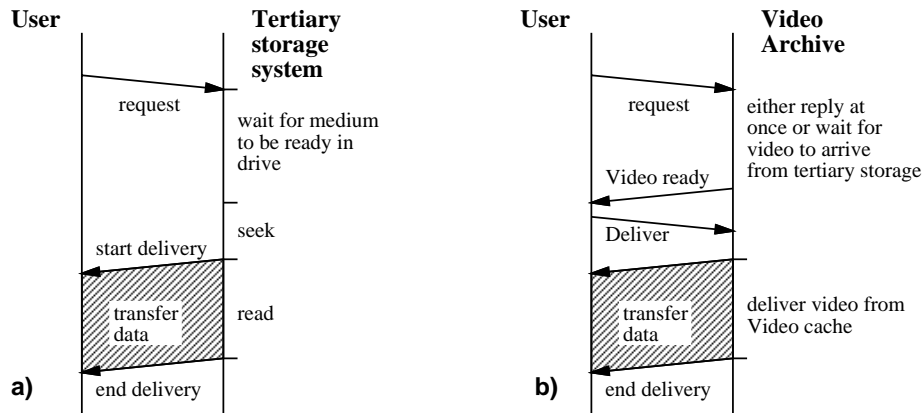 User
Tertiary
storage
system
request
wait for medium
to be ready in
drive
seek
start delivery
transfer
data
read
end delivery
a)
User
Video
Archive
request
either reply at
once or wait for
video to arrive
from tertiary storage
Video ready
Deliver
transfer
data
deliver video from
Video cache
end delivery
b)